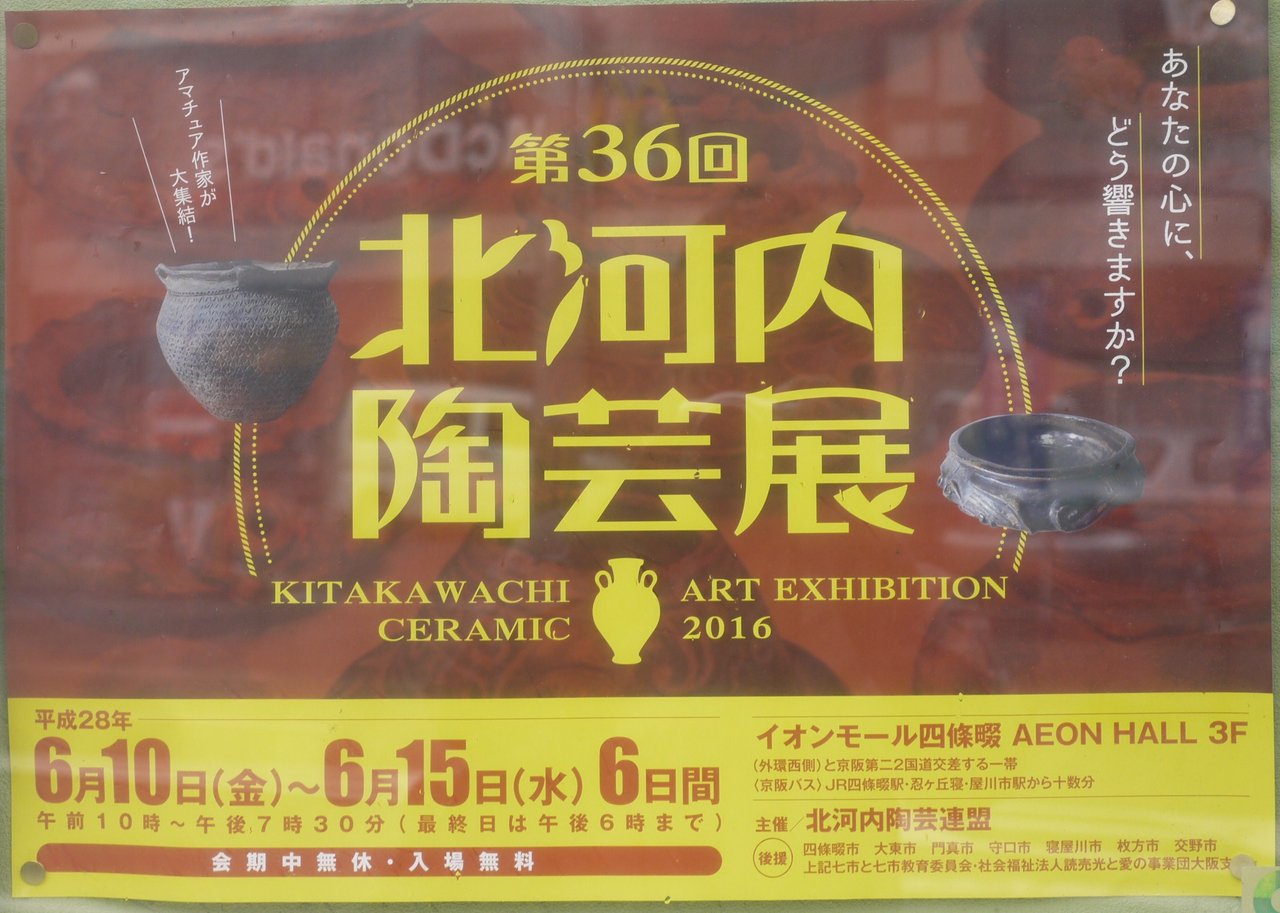 あなたの心に、
どう響きますか?
アマチュア作家が
大集結!
第36回
北河内
陶芸展
KITAKAWACHI ART EXHIBITION
CERAMIC 2016
平成28年
6月10日(金)~6月15日(水) 6日間
午前10時~午後7時30分(最終日は午後6時まで)
会期中無休・入場無料
イオンモール四條畷 AEON HALL 3F
(外環西側)と京阪第二2国道交差する一帯
〈京阪バス〉JR四條畷駅・忍ヶ丘寝・屋川市駅から十数分
主催/北河内陶芸連盟
後援 四條畷市 大東市 門真市 守口市 寝屋川市 枚方市 交野市
上記七市と七市教育委員会・社会福祉法人読売光と愛の事業団大阪支